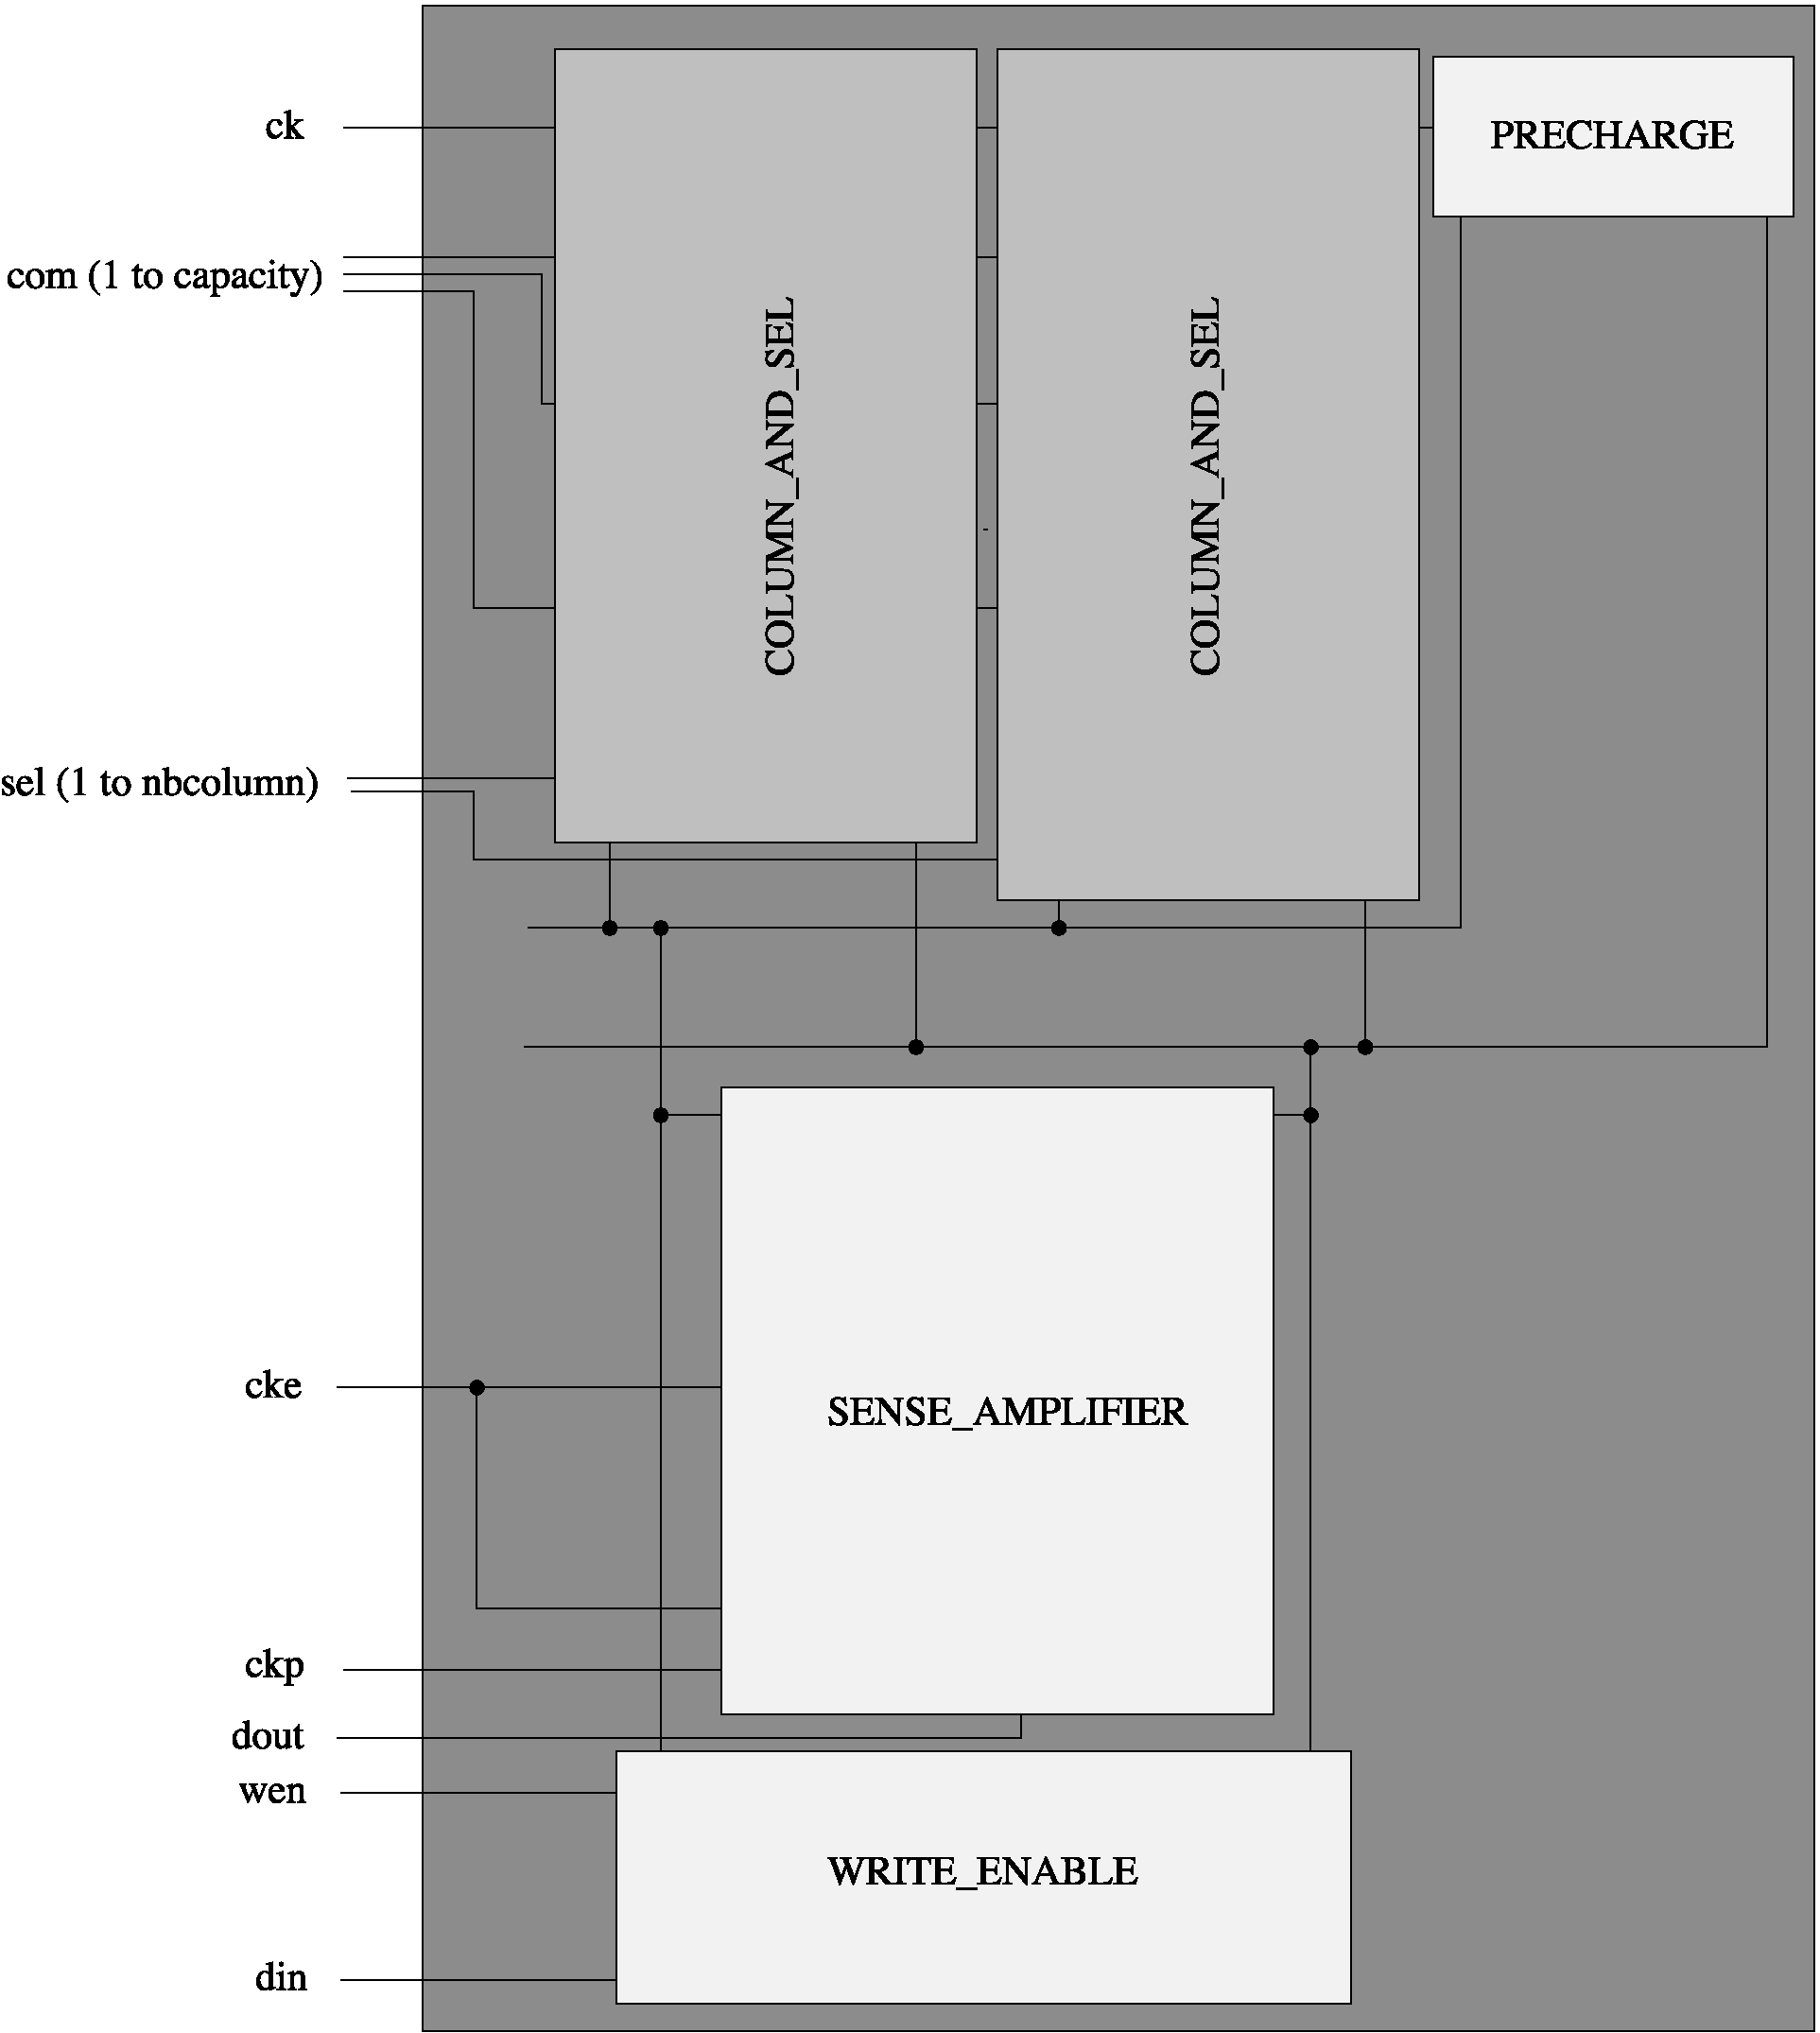 ck
PRECHARGE
com (1 to capacity)
COLUMN_AND_SEL
COLUMN_AND_SEL
sel (1 to nbcolumn)
cke
SENSE_AMPLIFIER
ckp
dout
wen
WRITE_ENABLE
din